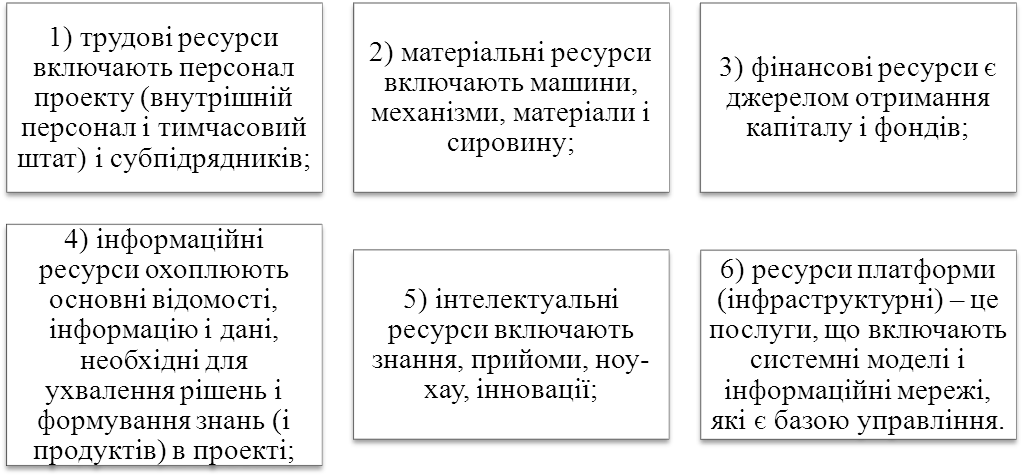 1) трудові ресурси
включають персонал
проекту (внутрішній
персонал і тимчасовий
штат) і субпідрядників;
2) матеріальні ресурси
включають машини,
механізми, матеріали і
сировину;
3) фінансові ресурси є
джерелом отримання
капіталу і фондів;
4) інформаційні
ресурси охоплюють
основні відомості,
інформацію і дані,
необхідні для
ухвалення рішень і
формування знань (і
продуктів) в проекті;
5) інтелектуальні
ресурси включають
знання, прийоми, ноу-
хау, інновації;
6) ресурси платформи
(інфраструктурні) – це
послуги, що включають
системні моделі і
інформаційні мережі,
які є базою управління.